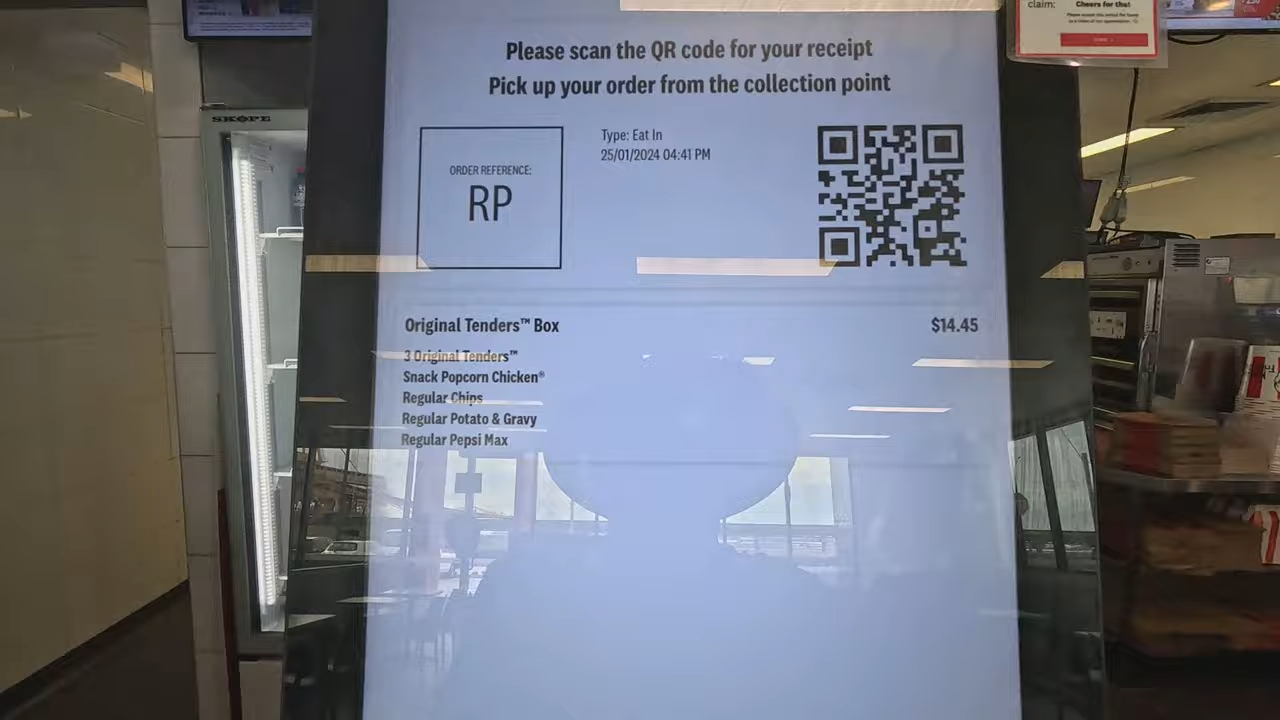 claim:
Cheers for that!
Please scan the QR code for your receipt
Pick up your order from the collection point
SKOPE
ORDER REFERENCE:
RP
Type: Eat In
25/01/2024 04:41 PM
Original Tenders™ Box
$14.45
3 Original Tenders™
Snack Popcorn Chicken®
Regular Chips
Regular Potato & Gravy
Regular Pepsi Max